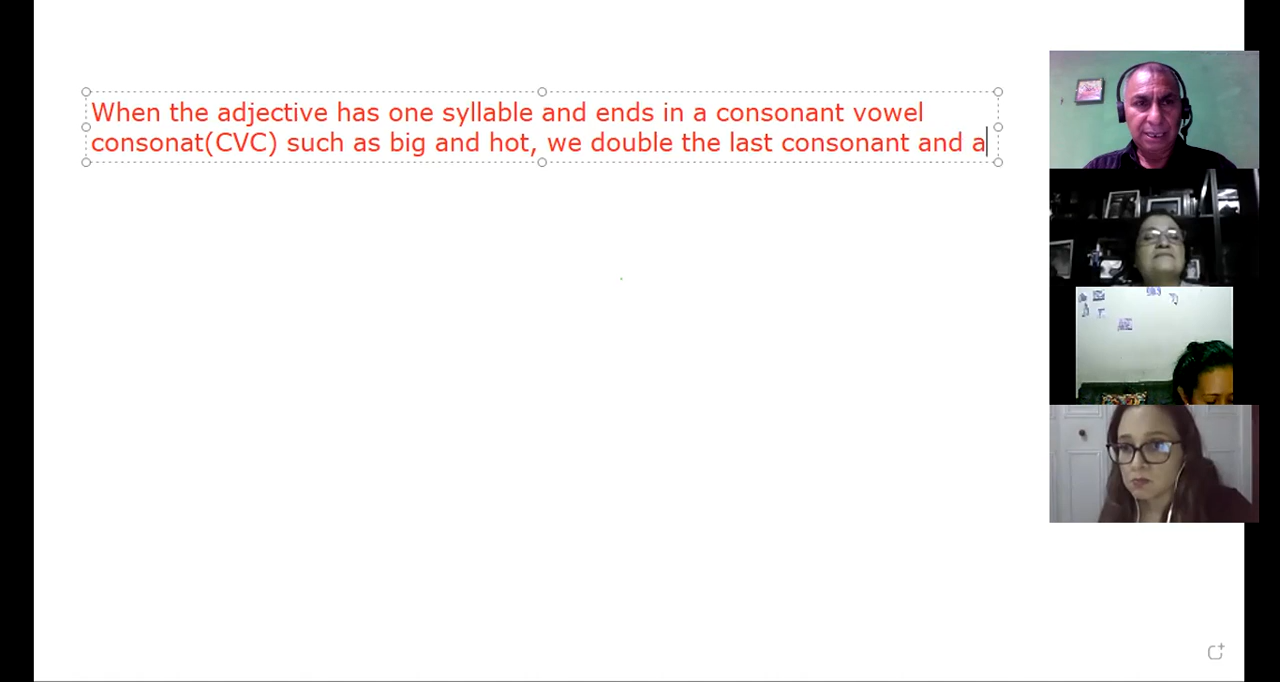 When the adjective has one syllable and ends in a consonant vowel
consonat(CVC) such as big and hot, we double the last consonant and a